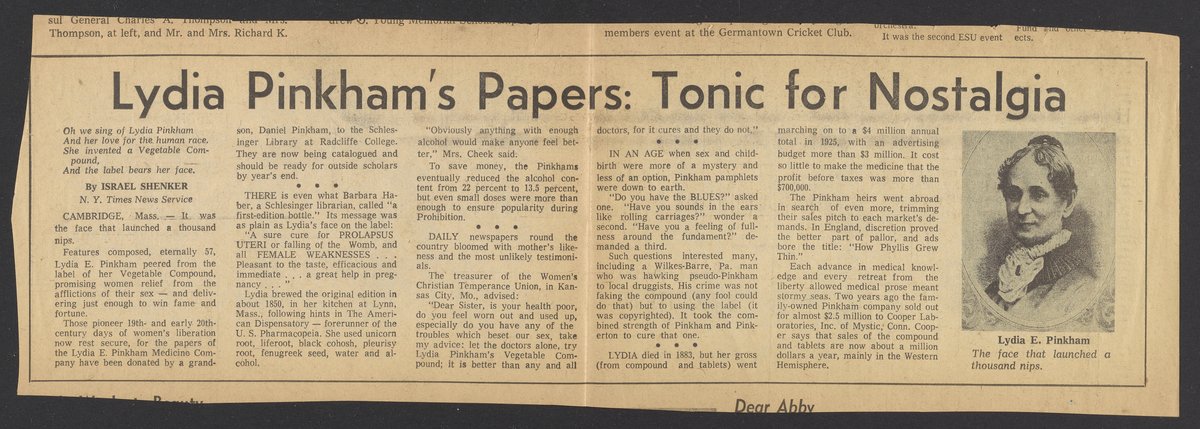 sul General Charles A. Thompson and Mrs.
Thompson, at left, and Mr. and Mrs. Richard K.
drew G. Young Memorial
members event at the Germantown Cricket Club.
orchestra.
It was the second ESU event
Fund and other
ects.
Lydia Pinkham's Papers: Tonic for Nostalgia
Oh we sing of Lydia Pinkham
And her love for the human race.
She invented a Vegetable Com-
pound,
And the label bears her face.
By ISRAEL SHENKER
N. Y. Times News Service
CAMBRIDGE, Mass. — It was
the face that launched a thousand
nips.
Features composed, eternally 57,
Lydia E. Pinkham peered from the
label of her Vegetable Compound,
promising women relief from the
afflictions of their sex — and deliv-
ering just enough to win fame and
fortune.
Those pioneer 19th- and early 20th-
century days of women's liberation
now rest secure, for the papers of
the Lydia E. Pinkham Medicine Com-
pany have been donated by a grand-
son, Daniel Pinkham, to the Schles-
inger Library at Radcliffe College.
They are now being catalogued and
should be ready for outside scholars
by year's end.
• • •
THERE is even what Barbara Ha-
ber, a Schlesinger librarian, called "a
first-edition bottle." Its message was
as plain as Lydia's face on the label:
"A sure cure for PROLAPSUS
UTERI or falling of the Womb, and
all FEMALE WEAKNESSES . . .
Pleasant to the taste, efficacious and
immediate . . . a great help in preg-
nancy . . ."
Lydia brewed the original edition in
about 1850, in her kitchen at Lynn,
Mass., following hints in The Ameri-
can Dispensatory — forerunner of the
U. S. Pharmacopeia. She used unicorn
root, liferoot, black cohosh, pleurisy
root, fenugreek seed, water and al-
cohol.
"Obviously anything with enough
alcohol would make anyone feel bet-
ter," Mrs. Cheek said.
To save money, the Pinkhams
eventually reduced the alcohol con-
tent from 22 percent to 13.5 percent,
but even small doses were more than
enough to ensure popularity during
Prohibition.
• • •
DAILY newspapers round the
country bloomed with mother's like-
ness and the most unlikely testimoni-
als.
The treasurer of the Women's
Christian Temperance Union, in Kan-
sas City, Mo., advised:
"Dear Sister, is your health poor,
do you feel worn out and used up,
especially do you have any of the
troubles which beset our sex, take
my advice: let the doctors alone, try
Lydia Pinkham's Vegetable Com-
pound; it is better than any and all
doctors, for it cures and they do not."
• • •
IN AN AGE when sex and child-
birth were more of a mystery and
less of an option, Pinkham pamphlets
were down to earth.
"Do you have the BLUES?" asked
one. "Have you sounds in the ears
like rolling carriages?" wonder a
second. "Have you a feeling of full-
ness around the fundament?" de-
manded a third.
Such questions interested many,
including a Wilkes-Barre, Pa. man
who was hawking pseudo-Pinkham
to local druggists. His crime was not
faking the compound (any fool could
do that) but to using the label (it
was copyrighted). It took the com-
bined strength of Pinkham and Pink-
erton to cure that one.
• • •
LYDIA died in 1883, but her gross
(from compound and tablets) went
marching on to a $4 million annual
total in 1925, with an advertising
budget more than $3 million. It cost
so little to make the medicine that the
profit before taxes was more than
$700,000.
The Pinkham heirs went abroad
in search of even more, trimming
their sales pitch to each market's de-
mands. In England, discretion proved
the better part of pallor, and ads
bore the title: "How Phyllis Grew
Thin."
Each advance in medical knowl-
edge and every retreat from the
liberty allowed medical prose meant
stormy seas. Two years ago the fam-
ily-owned Pinkham company sold out
for almost $2.5 million to Cooper Lab-
oratories, Inc. of Mystic, Conn. Coop-
er says that sales of the compound
and tablets are now about a million
dollars a year, mainly in the Western
Hemisphere.
Lydia E. Pinkham
The face that launched a
thousand nips.
Dear Abby